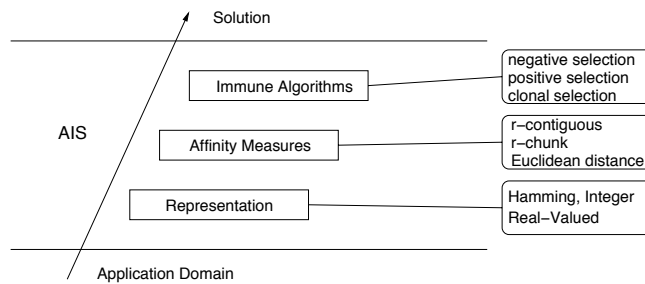 Solution
negative selection
positive selection
clonal selection
Immune Algorithms
AIS
r−contiguous
r−chunk
Euclidean distance
Affinity Measures
Hamming, Integer
Real−Valued
Representation
Application Domain